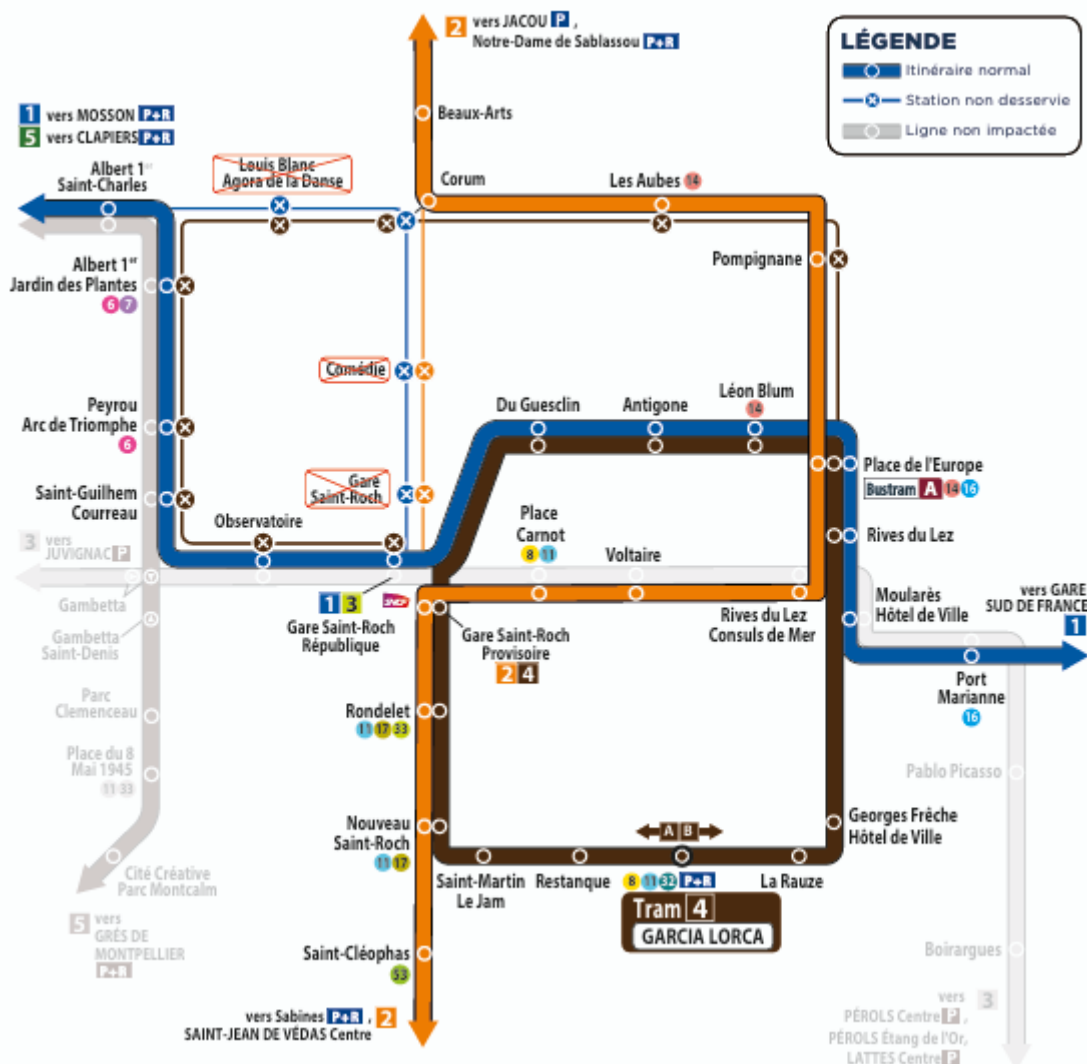 2 vers JACOU P ,
Notre-Dame de Sablassou P+R
LÉGENDE
Itinéraire normal
Station non desservie
Ligne non impactée
1 vers MOSSON P+R
5 vers CLAPIERS P+R
Beaux-Arts
Albert 1er
Saint-Charles
Louis Blanc
Agora de la Danse
Corum
Les Aubes 14
Albert 1er
Jardin des Plantes
6 7
Pompignane
Comédie
Peyrou
Arc de Triomphe
6
Du Guesclin
Antigone
Léon Blum
14
Place de l'Europe
Bustram A 14 16
Gare
Saint-Roch
Saint-Guilhem
Courreau
Observatoire
Place
Carnot
8 11
Voltaire
Rives du Lez
3 vers
JUVIGNAC P
Gambetta
Gambetta
Saint-Denis
1 3 SNCF
Gare Saint-Roch
République
Gare Saint-Roch
Provisoire
2 4
Rives du Lez
Consuls de Mer
Moularès
Hôtel de Ville
vers GARE
SUD DE FRANCE
1
Port
Marianne
16
Parc
Clemenceau
Rondelet
11 17 33
Place du 8
Mai 1945
11 33
Pablo Picasso
Nouveau
Saint-Roch
11 17
A B
Georges Frêche
Hôtel de Ville
Cité Créative
Parc Montcalm
Saint-Martin
Le Jam
Restanque
8 11 32 P+R
La Rauze
Tram 4
GARCIA LORCA
5 vers
GRÉS DE
MONTPELLIER
P+R
Saint-Cléophas
53
Boirargues
vers Sabines P+R , 2
SAINT-JEAN DE VÉDAS Centre
vers 3
PÉROLS Centre P ,
PÉROLS Étang de l'Or,
LATTES Centre P